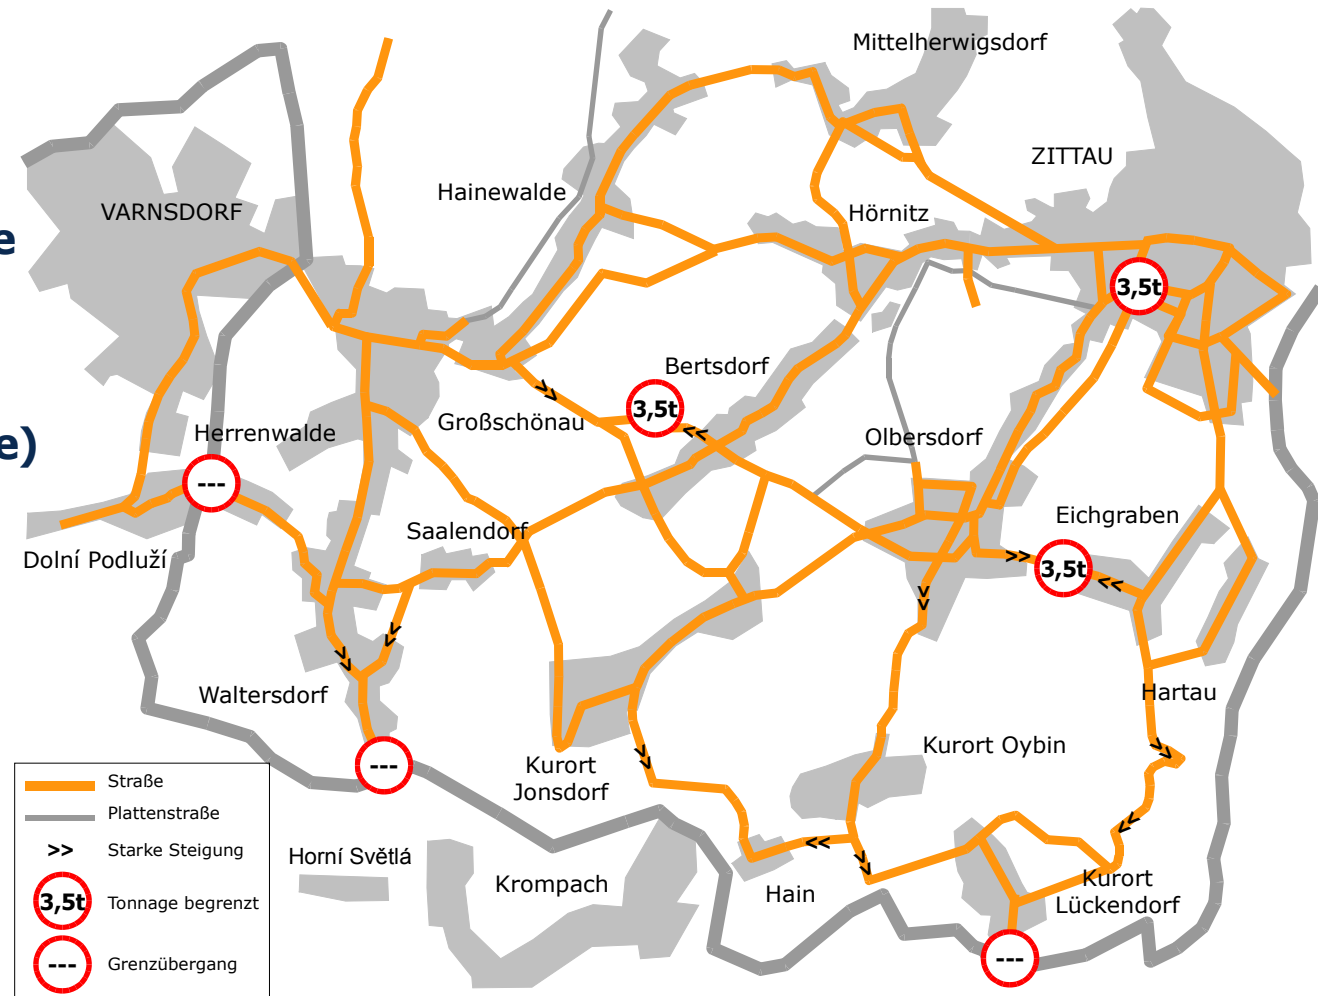 Mittelherwigsdorf
ZITTAU
Hainewalde
VARNSDORF
Hörnitz
e
3,5t
Bertsdorf
3,5t
Großschönau
Herrenwalde
Olbersdorf
e)
---
Eichgraben
Saalendorf
Dolní Podluží
>>
3,5t
<<
<<
>>
>>
>>
>>
Waltersdorf
Hartau
---
Kurort
Jonsdorf
>>
Kurort Oybin
>>
>>
<<
>>
>>
Horní Světlá
Krompach
Hain
Kurort
Lückendorf
---
Straße
Plattenstraße
>> Starke Steigung
3,5t Tonnage begrenzt
--- Grenzübergang